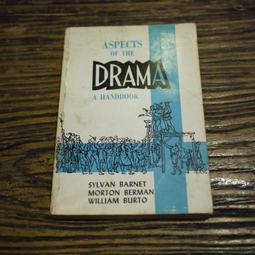 ASPECTS
OF THE
DRAMA
A HANDBOOK
SYLVAN BARNET
MORTON BERMAN
WILLIAM BURTO